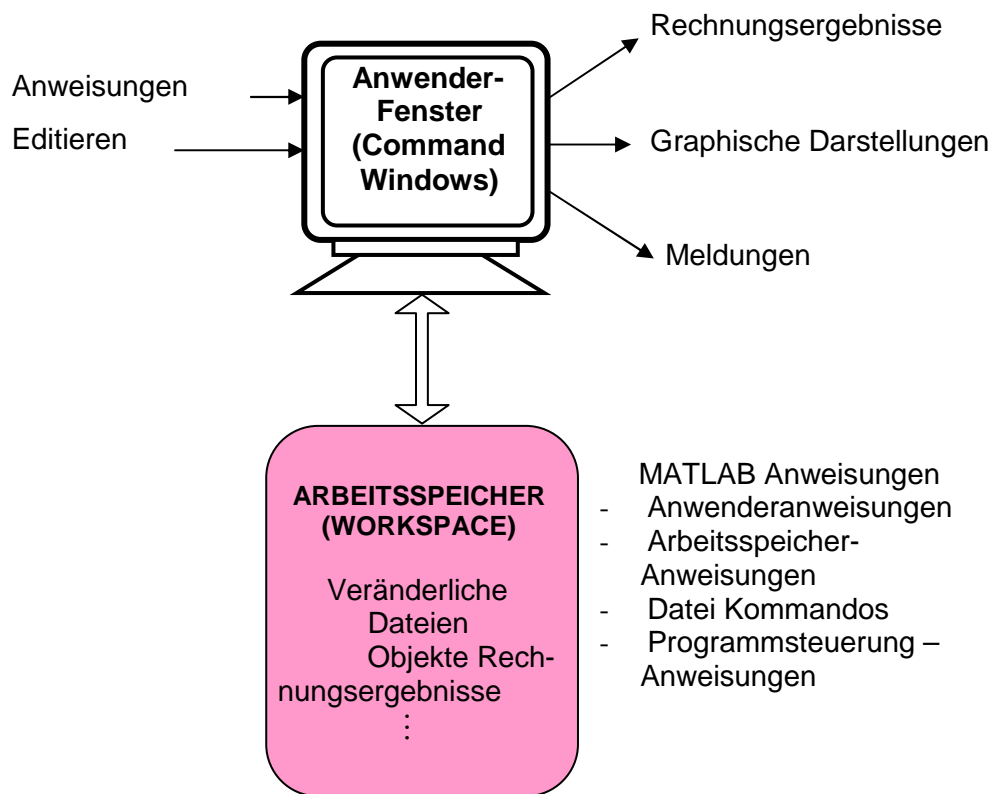 Anweisungen
Editieren
Anwender-
Fenster
(Command
Windows)
Rechnungsergebnisse
Graphische Darstellungen
Meldungen
ARBEITSSPEICHER
(WORKSPACE)
Veränderliche
Dateien
Objekte Rech-
nungsergebnisse
⋮
MATLAB Anweisungen
- Anwenderanweisungen
- Arbeitsspeicher-
Anweisungen
- Datei Kommandos
- Programmsteuerung –
Anweisungen